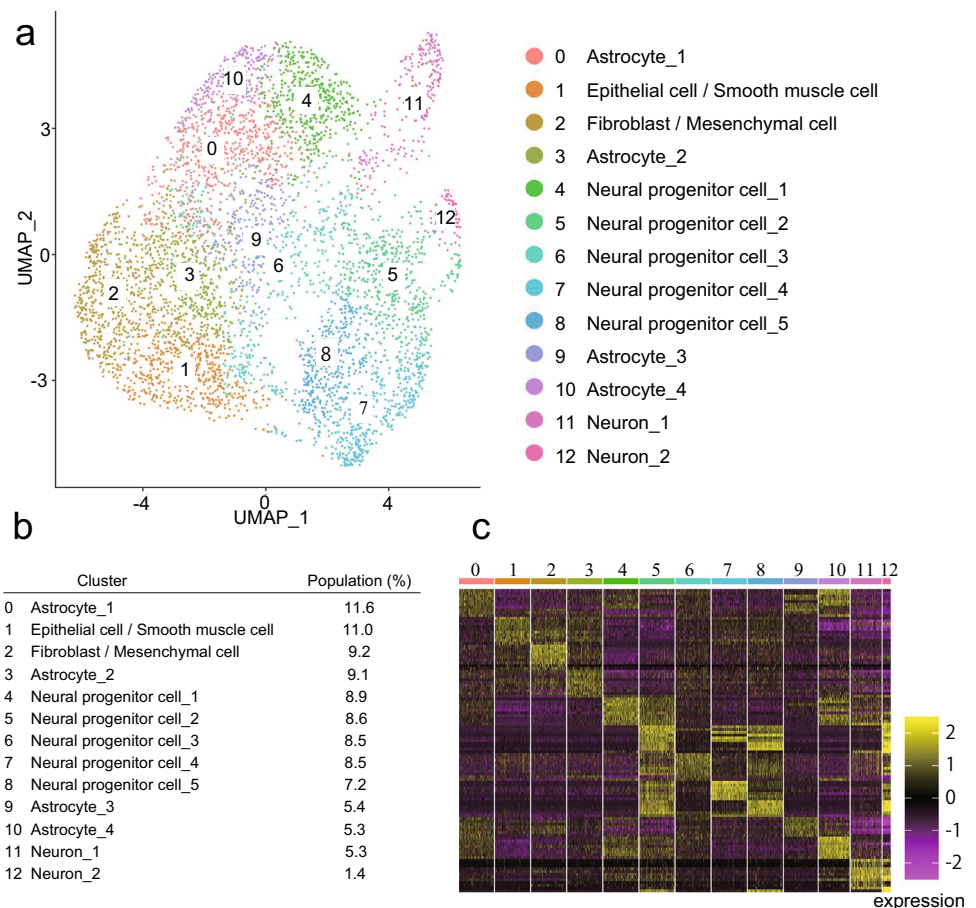 a
10
4
11
3
0
12
9
6
5
0
3
2
8
1
-3
7
-4
0
4
UMAP_1
UMAP_2
0 Astrocyte_1
1 Epithelial cell / Smooth muscle cell
2 Fibroblast / Mesenchymal cell
3 Astrocyte_2
4 Neural progenitor cell_1
5 Neural progenitor cell_2
6 Neural progenitor cell_3
7 Neural progenitor cell_4
8 Neural progenitor cell_5
9 Astrocyte_3
10 Astrocyte_4
11 Neuron_1
12 Neuron_2
b
Cluster Population (%)
0 Astrocyte_1 11.6
1 Epithelial cell / Smooth muscle cell 11.0
2 Fibroblast / Mesenchymal cell 9.2
3 Astrocyte_2 9.1
4 Neural progenitor cell_1 8.9
5 Neural progenitor cell_2 8.6
6 Neural progenitor cell_3 8.5
7 Neural progenitor cell_4 8.5
8 Neural progenitor cell_5 7.2
9 Astrocyte_3 5.4
10 Astrocyte_4 5.3
11 Neuron_1 5.3
12 Neuron_2 1.4
c
0 1 2 3 4 5 6 7 8 9 10 11 12
2
1
0
-1
-2
expression